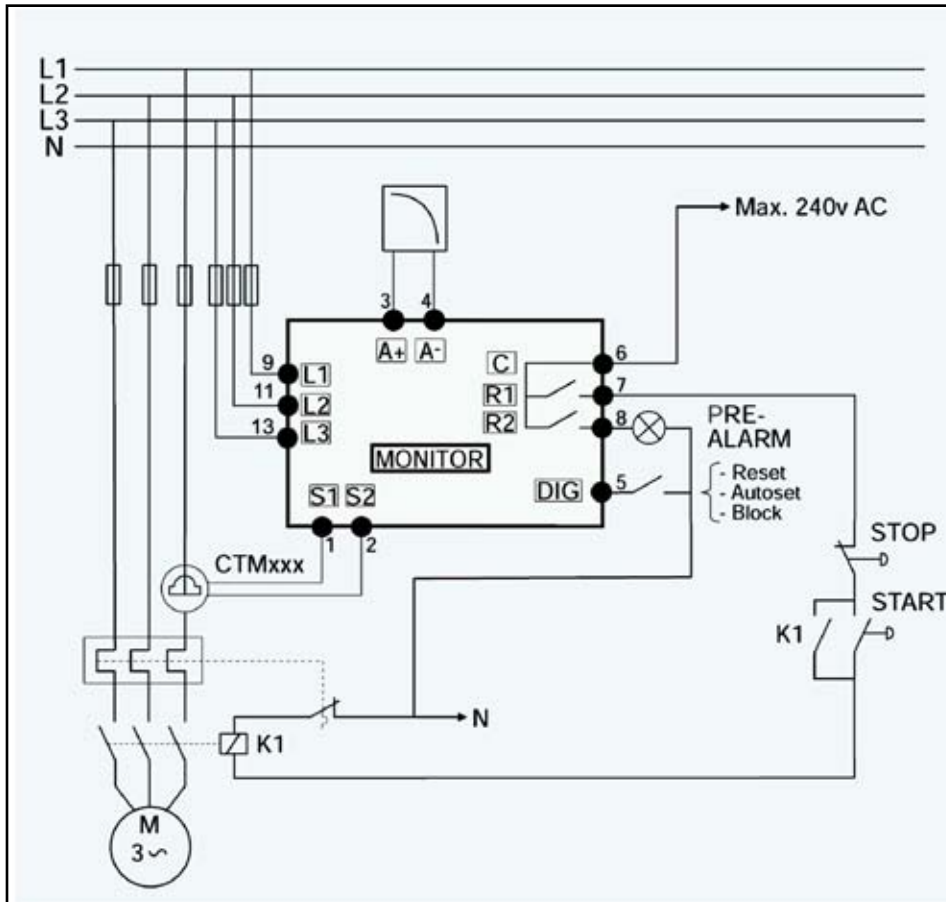 L1
L2
L3
N
Max. 240v AC
3 4
A+ A-
9 L1
11 L2
13 L3
C 6
R1 7
R2 8
PRE-
ALARM
MONITOR
DIG 5
- Reset
- Autoset
- Block
S1 S2
1 2
CTMxxx
STOP
START
K1
N
K1
M
3~